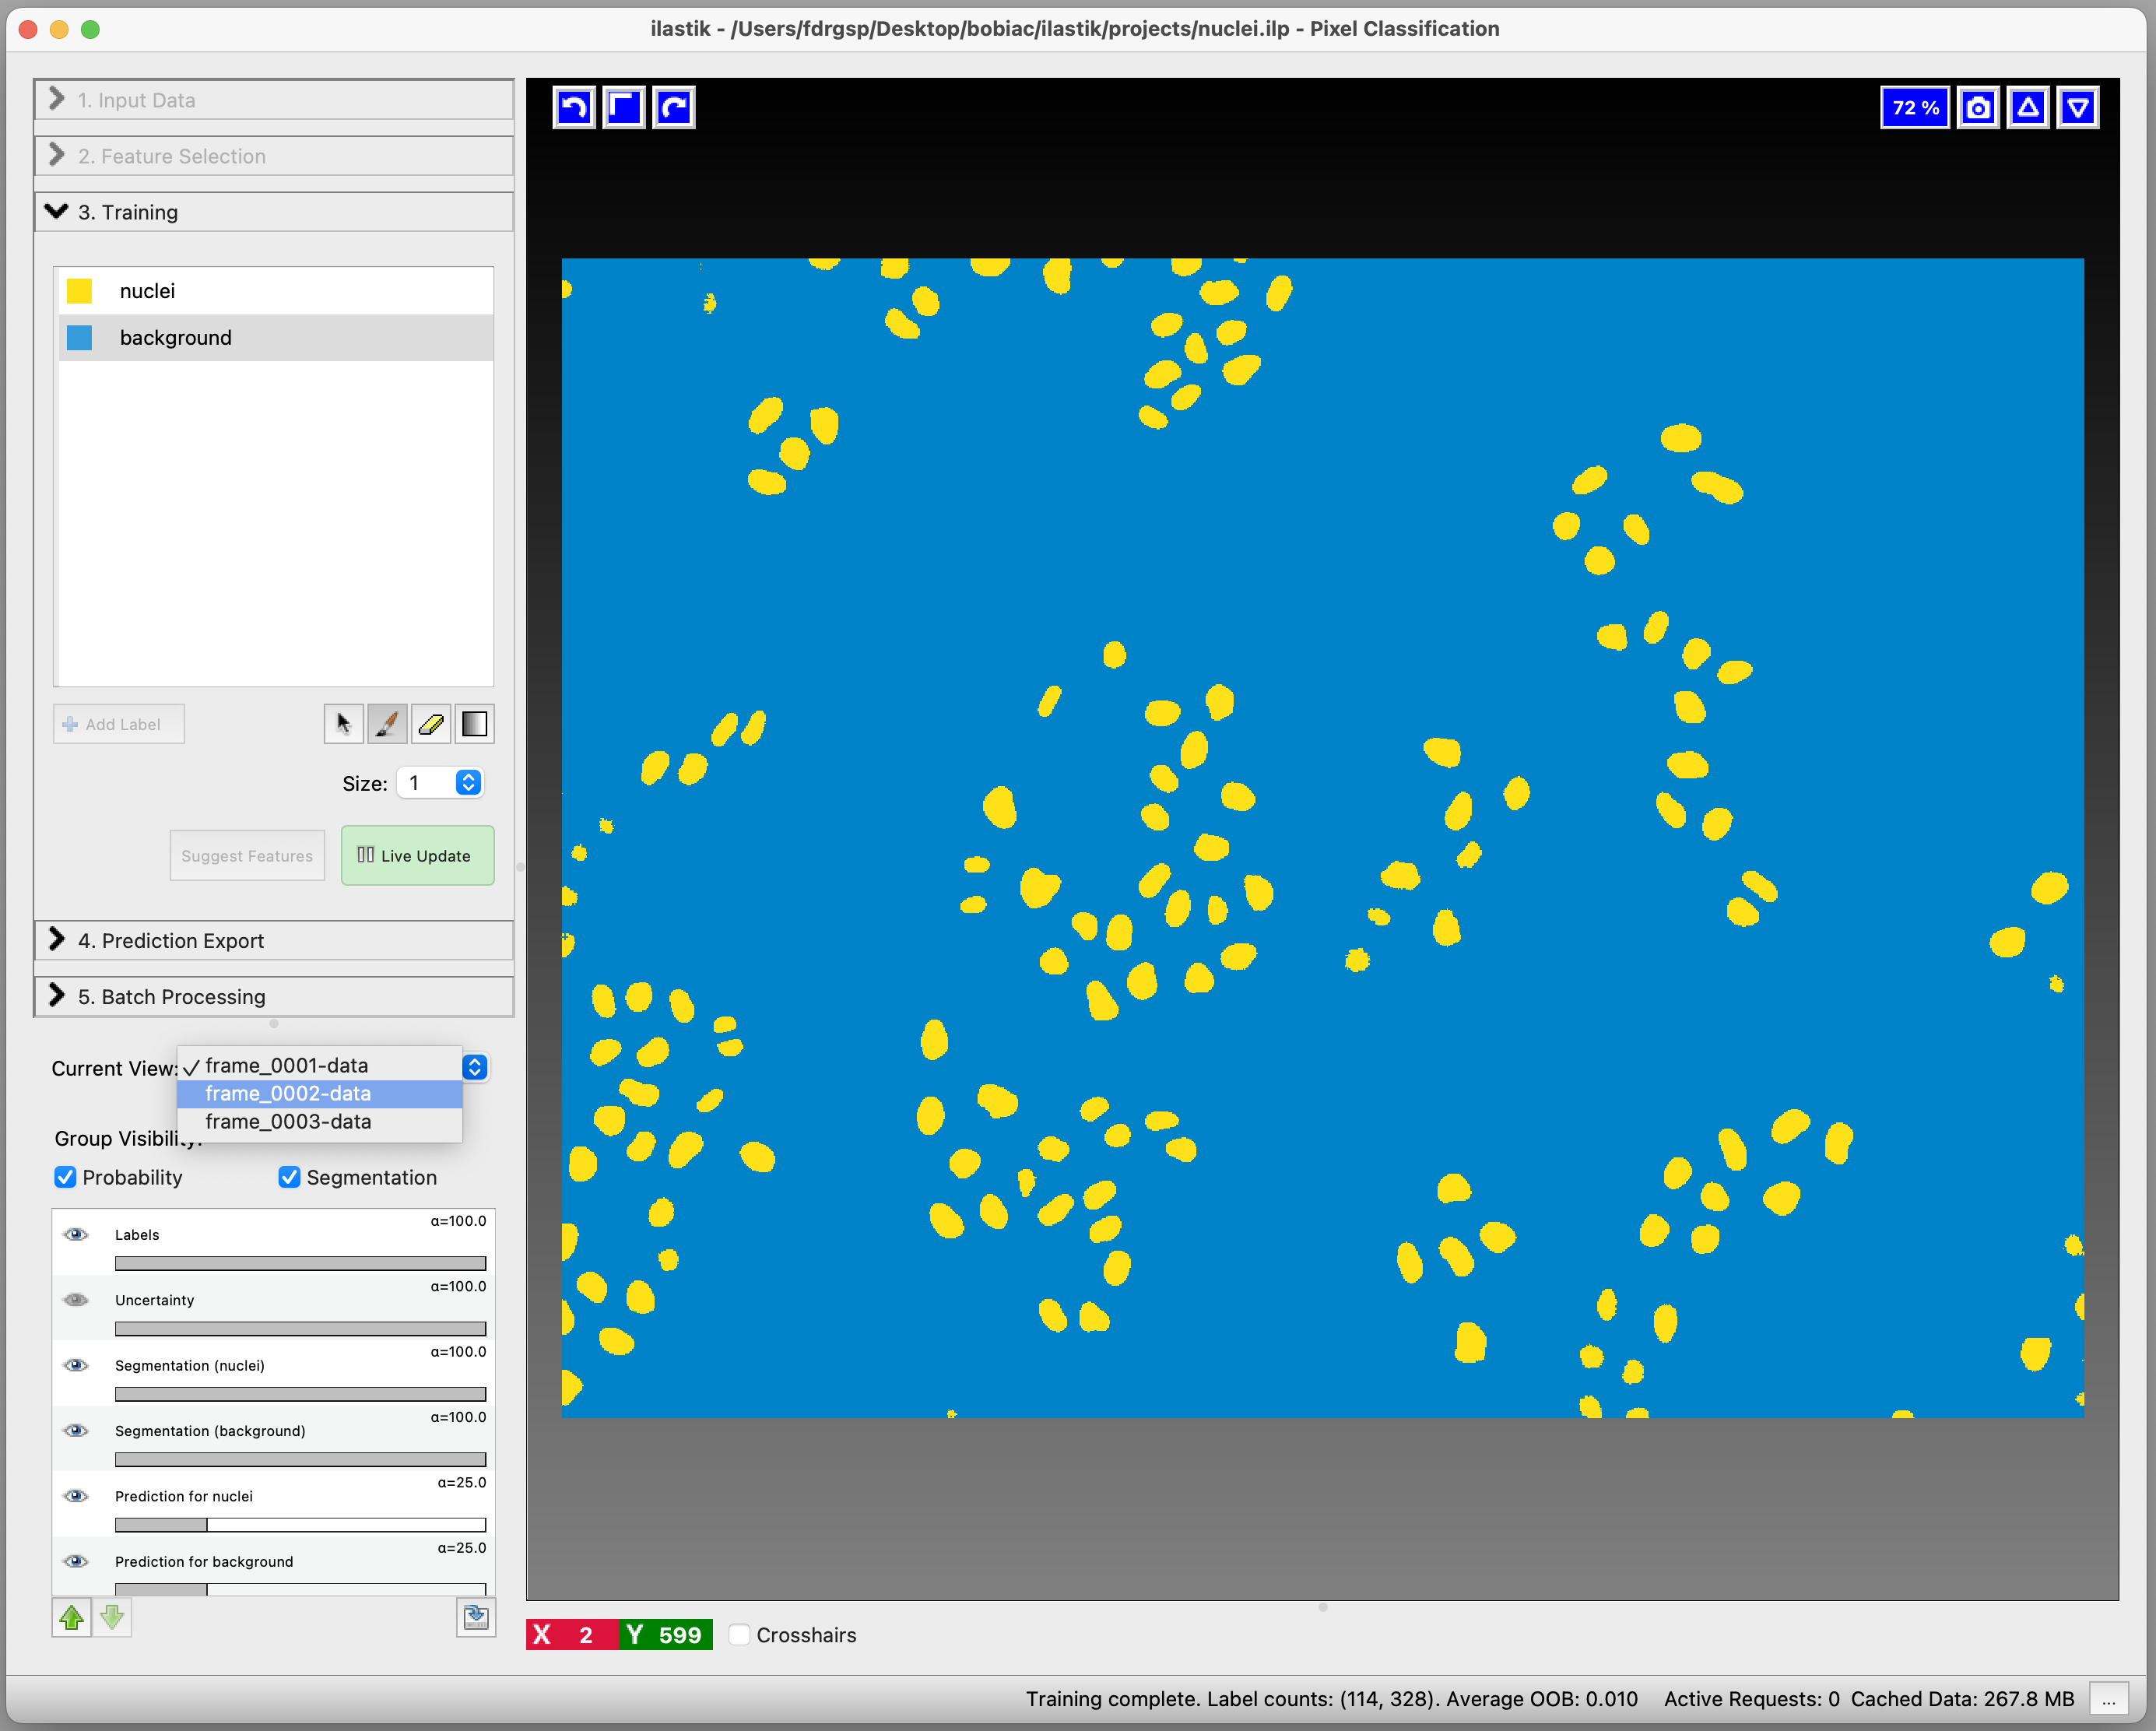 ilastik - /Users/fdrgsp/Desktop/bobiac/ilastik/projects/nuclei.ilp - Pixel Classification
1. Input Data
2. Feature Selection
3. Training
nuclei
background
Add Label
Size: 1
Suggest Features
Live Update
4. Prediction Export
5. Batch Processing
Current View:
frame_0001-data
frame_0002-data
frame_0003-data
Group Visibility:
Probability
Segmentation
α=100.0
Labels
α=100.0
Uncertainty
α=100.0
Segmentation (nuclei)
α=100.0
Segmentation (background)
α=25.0
Prediction for nuclei
α=25.0
Prediction for background
72 %
X 2 Y 599 Crosshairs
Training complete. Label counts: (114, 328). Average OOB: 0.010 Active Requests: 0 Cached Data: 267.8 MB ...